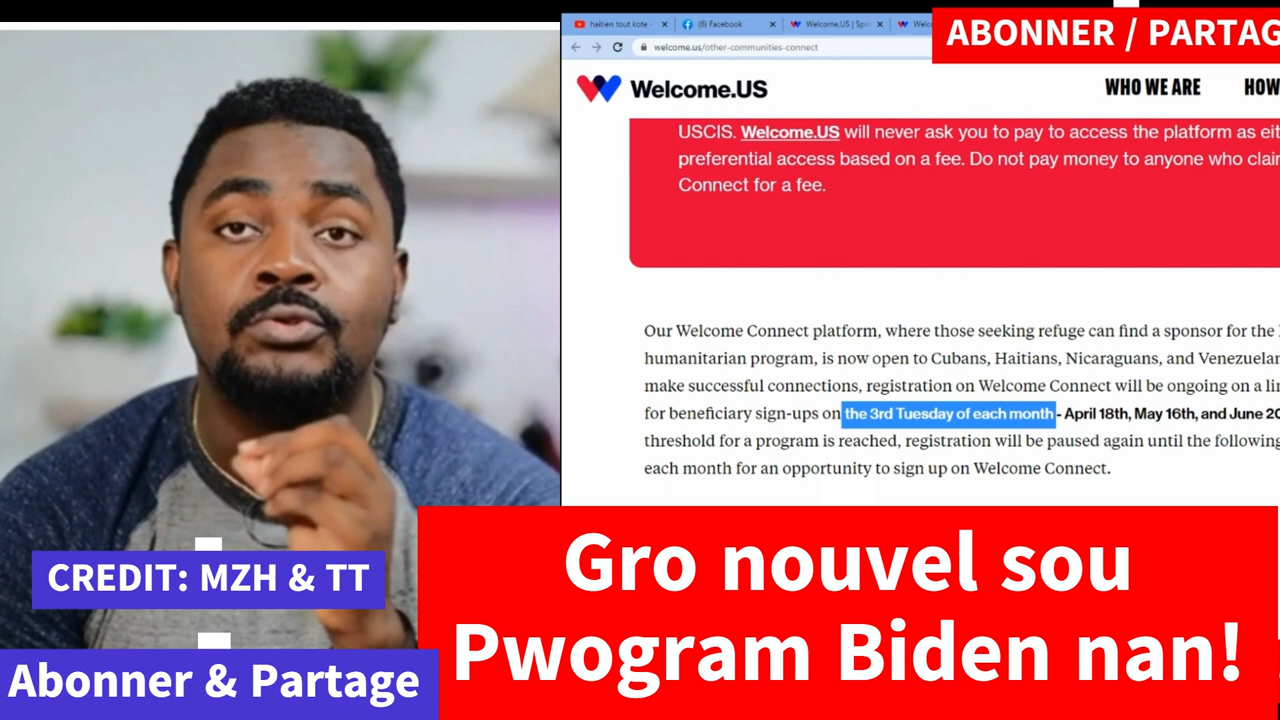 haitien tout kote -
(6) Facebook
Welcome.US | Spo
Welc
welcome.us/other-communities-connect
ABONNER / PARTAG
Welcome.US
WHO WE ARE
HOW
USCIS. Welcome.US will never ask you to pay to access the platform as eit
preferential access based on a fee. Do not pay money to anyone who clai
Connect for a fee.
Our Welcome Connect platform, where those seeking refuge can find a sponsor for the
humanitarian program, is now open to Cubans, Haitians, Nicaraguans, and Venezuelan
make successful connections, registration on Welcome Connect will be ongoing on a li
for beneficiary sign-ups on the 3rd Tuesday of each month - April 18th, May 16th, and June 20
threshold for a program is reached, registration will be paused again until the following
each month for an opportunity to sign up on Welcome Connect.
CREDIT: MZH & TT
Abonner & Partage
Gro nouvel sou
Pwogram Biden nan!